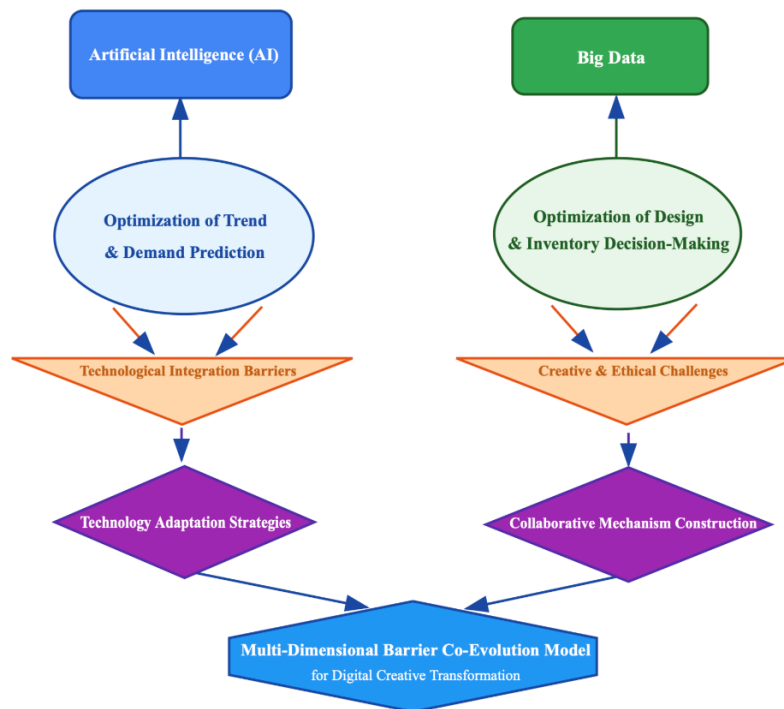 Artificial Intelligence (AI)
Big Data
Optimization of Trend
& Demand Prediction
Optimization of Design
& Inventory Decision-Making
Technological Integration Barriers
Creative & Ethical Challenges
Technology Adaptation Strategies
Collaborative Mechanism Construction
Multi-Dimensional Barrier Co-Evolution Model
for Digital Creative Transformation